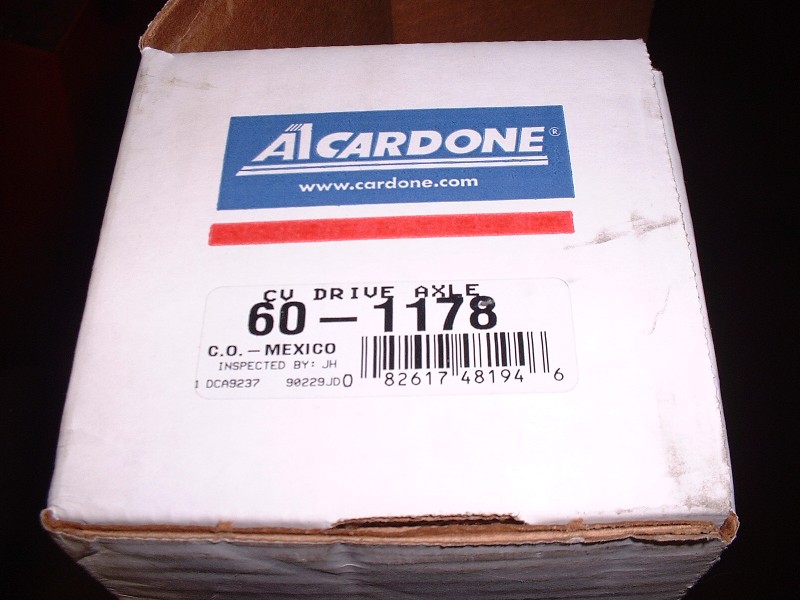 A1 CARDONE®
www.cardone.com
CV DRIVE AXLE
60-1178
C.O. - MEXICO
INSPECTED BY: JH
1 DCA9237 90229JD
0 82617 48194 6